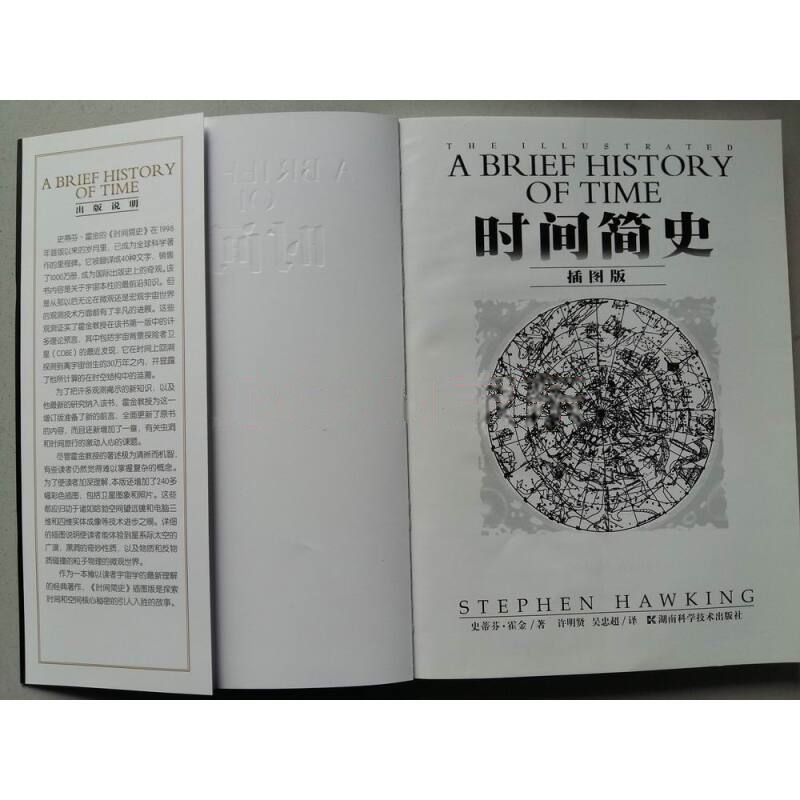 A BRIEF HISTORY
OF TIME
出版说明
史蒂芬·霍金的《时间简史》在1998
年首版以来的岁月里，已成为全球科学著
作的里程碑。它被翻译成40种文字，销售
了1000万册，成为国际出版史上的奇观。该
书内容是关于宇宙本性的最前沿知识，但
是从那以后无论在微观还是宏观宇宙世界
的观测技术方面都有了非凡的进展。这些
观测证实了霍金教授在该书第一版中的许
多理论预言，其中包括宇宙背景探险者卫
星（COBE）的最近发现，它在时间上回溯
探测到离宇宙创生的30万年之内，并显露
了他所计算的在时空结构中的涟漪。
为了把许多观测揭示的新知识，以及
他最新的研究纳入该书，霍金教授为这一
增订版准备了新的前言，全面更新了原书
的内容，而且还新增加了一章，有关虫洞
和时间旅行的激动人心的课题。
尽管霍金教授的著述极为清晰而机智，
有些读者仍然觉得难以掌握复杂的概念。
为了使读者加深理解，本版还增加了240多
幅彩色插图，包括卫星图象和照片。这些
都应归功于诸如哈勃空间望远镜和电脑三
维和四维实体成像等技术进步之赐。详细
的插图说明使读者能体验到星系际太空的
广漠，黑洞的奇妙性质，以及物质和反物
质碰撞的粒子物理的微观世界。
作为一本飨以读者宇宙学的最新理解
的经典著作，《时间简史》插图版是探索
时间和空间核心秘密的引人入胜的故事。
A BRIEF
OF
时间
THE ILLUSTRATED
A BRIEF HISTORY
OF TIME
时间简史
插图版
STEPHEN HAWKING
史蒂芬·霍金/著 许明贤 吴忠超/译 湖南科学技术出版社